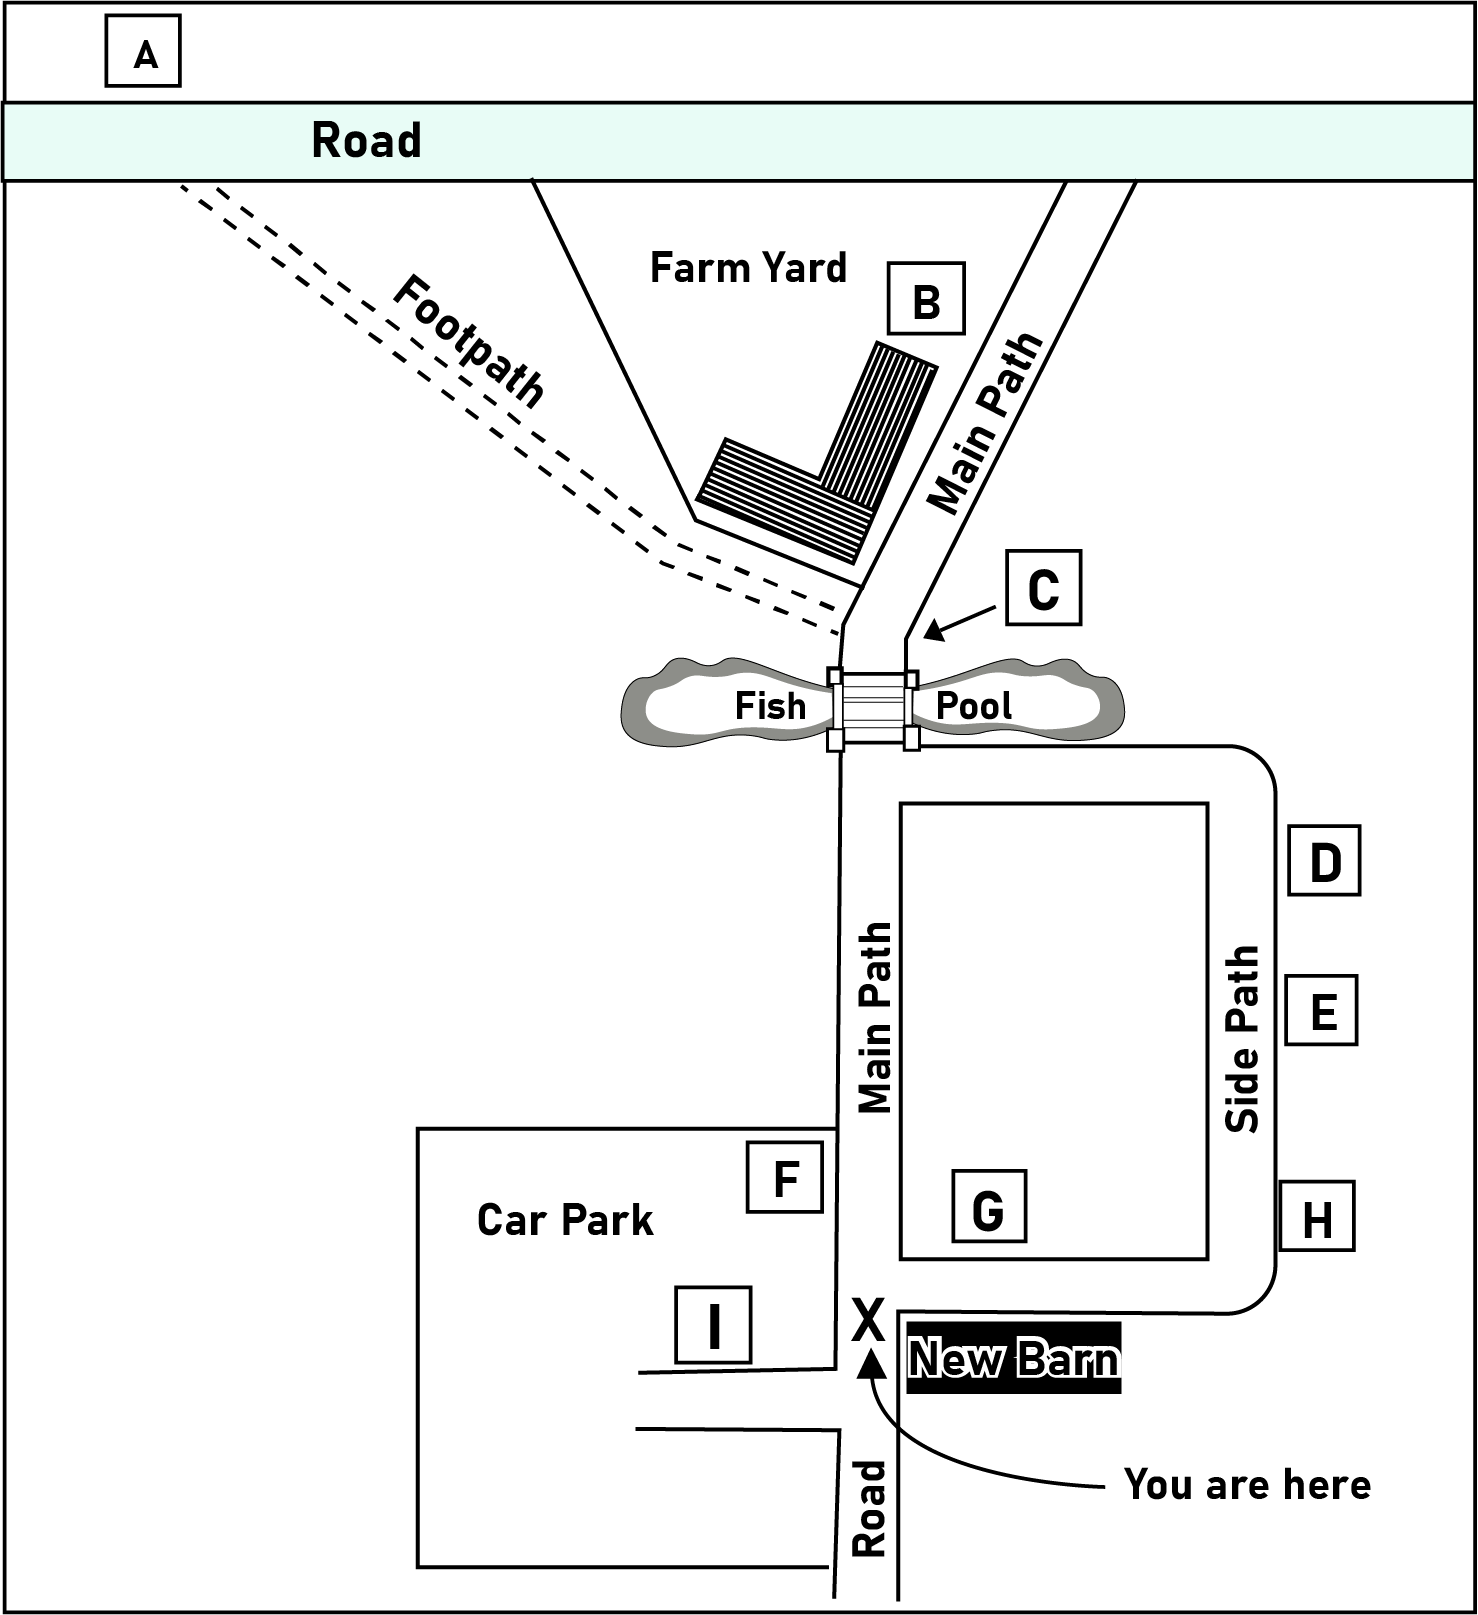 A
Road
Farm Yard
B
Footpath
Main Path
C
Fish
Pool
D
Main Path
Side Path
E
F
Car Park
G
H
I
X
New Barn
You are here
Road